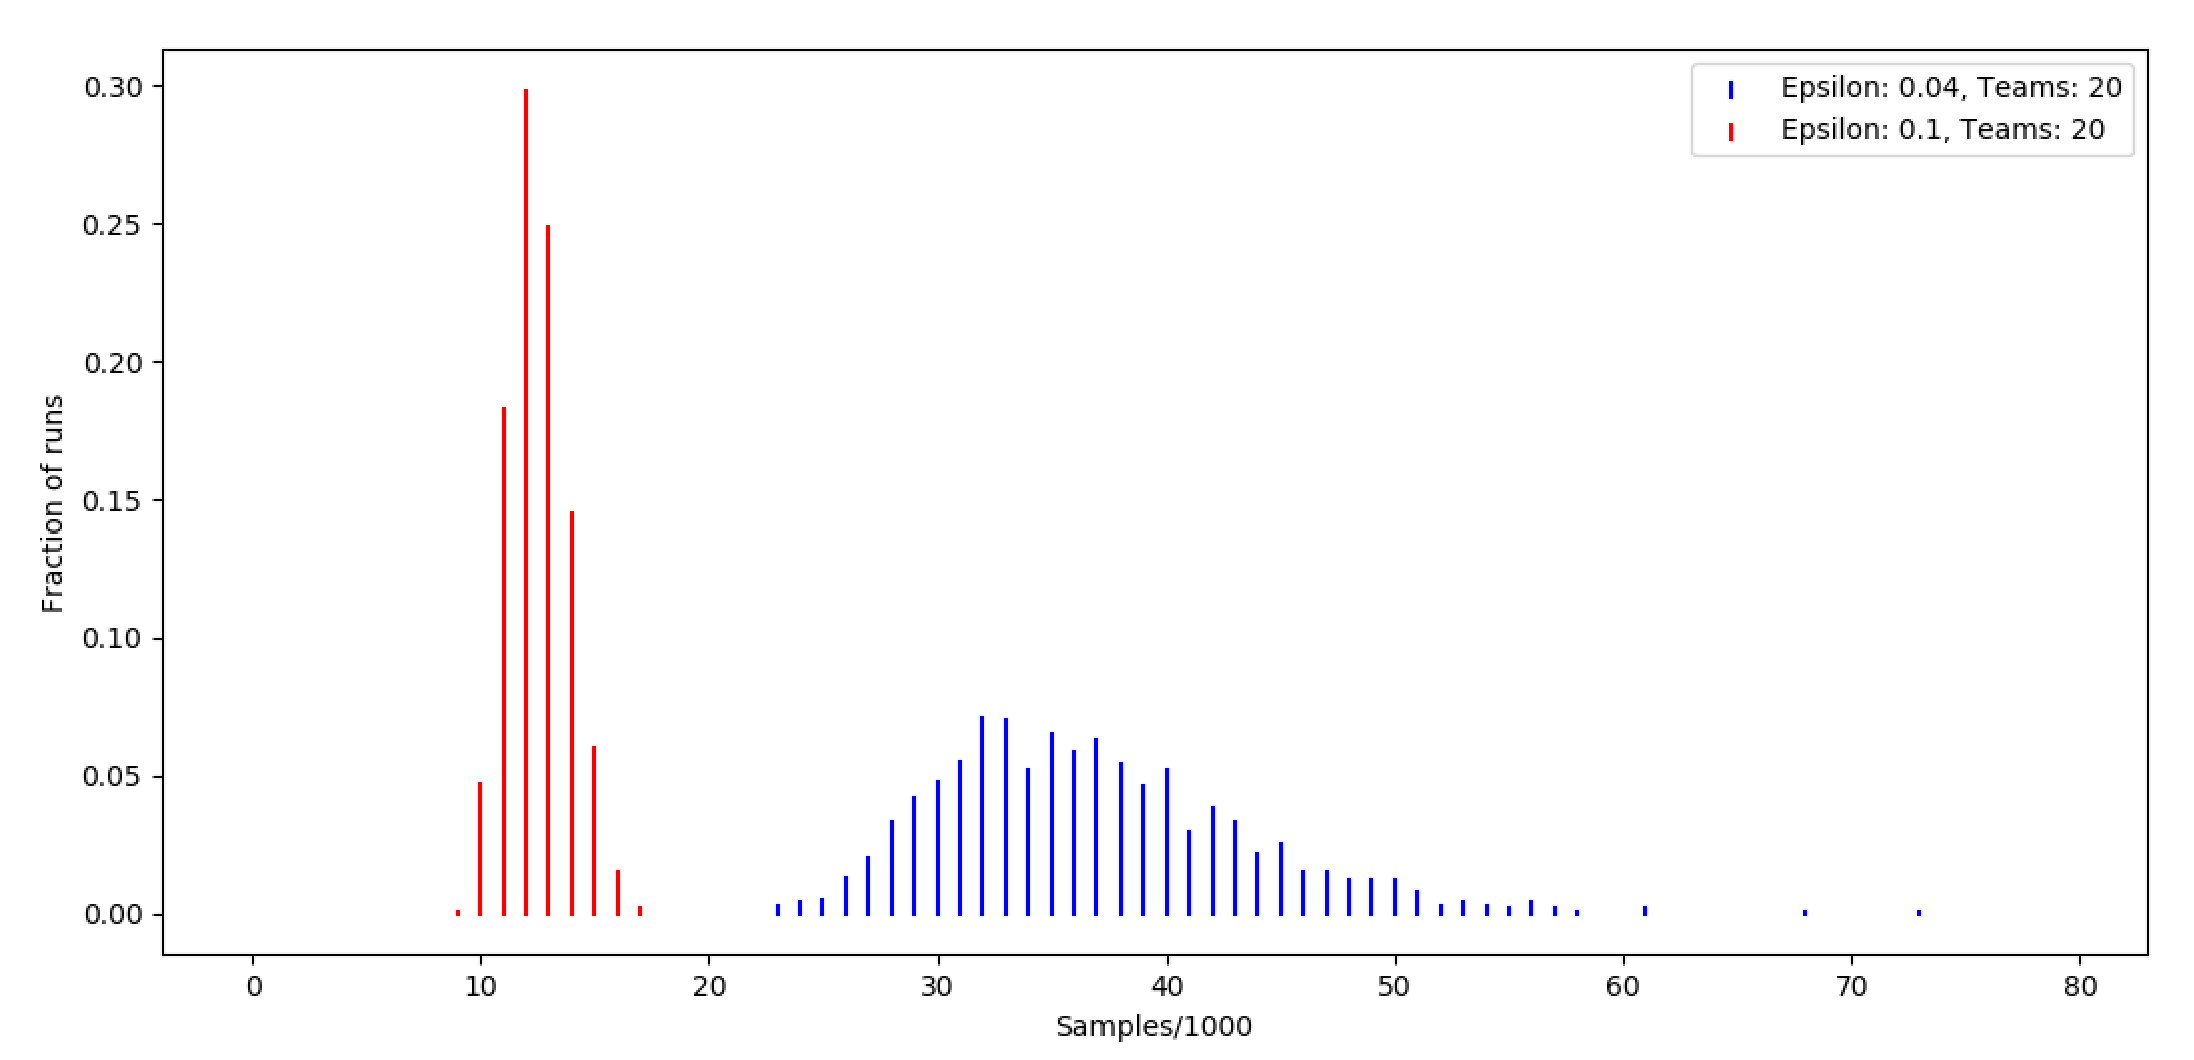 Epsilon: 0.04, Teams: 20
Epsilon: 0.1, Teams: 20
0.30
0.25
0.20
0.15
0.10
0.05
0.00
Fraction of runs
0 10 20 30 40 50 60 70 80
Samples/1000